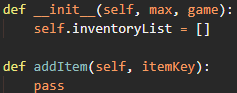 def __init__(self, max, game):
    self.inventoryList = []

def addItem(self, itemKey):
    pass